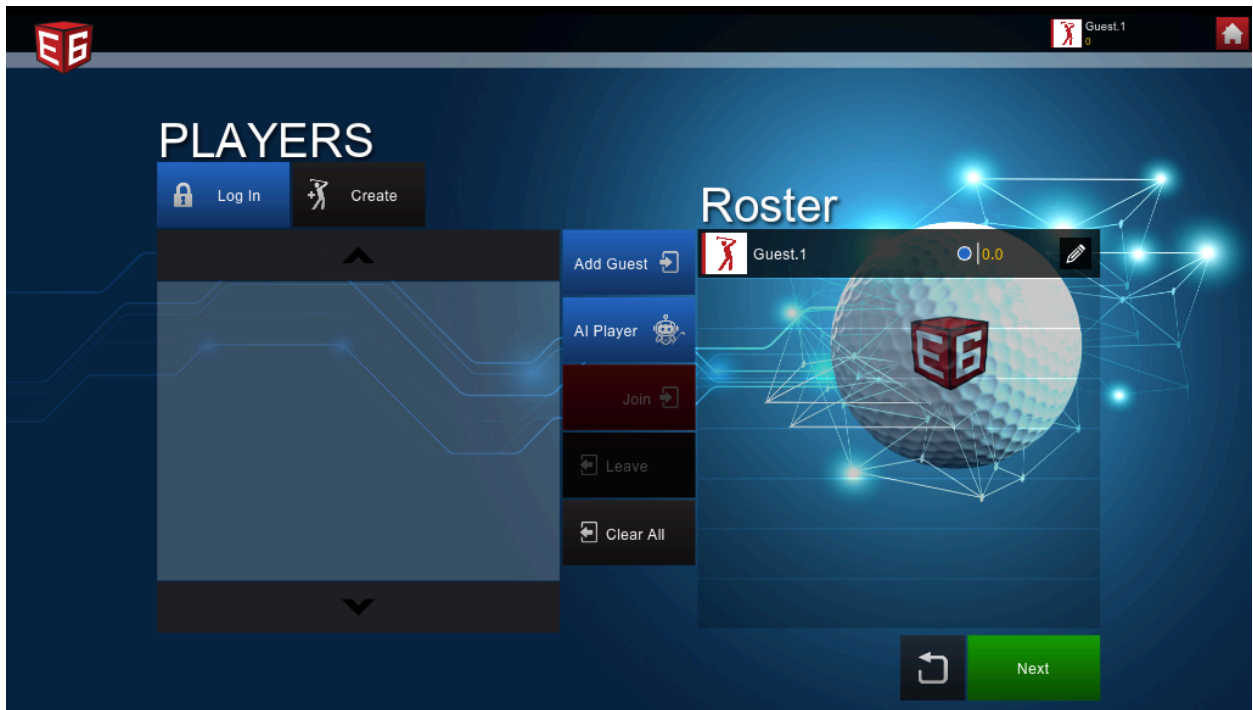 E6
Guest.1
0
PLAYERS
Log In
Create
Roster
Guest.1
0.0
Add Guest
AI Player
Join
Leave
Clear All
E6
Next